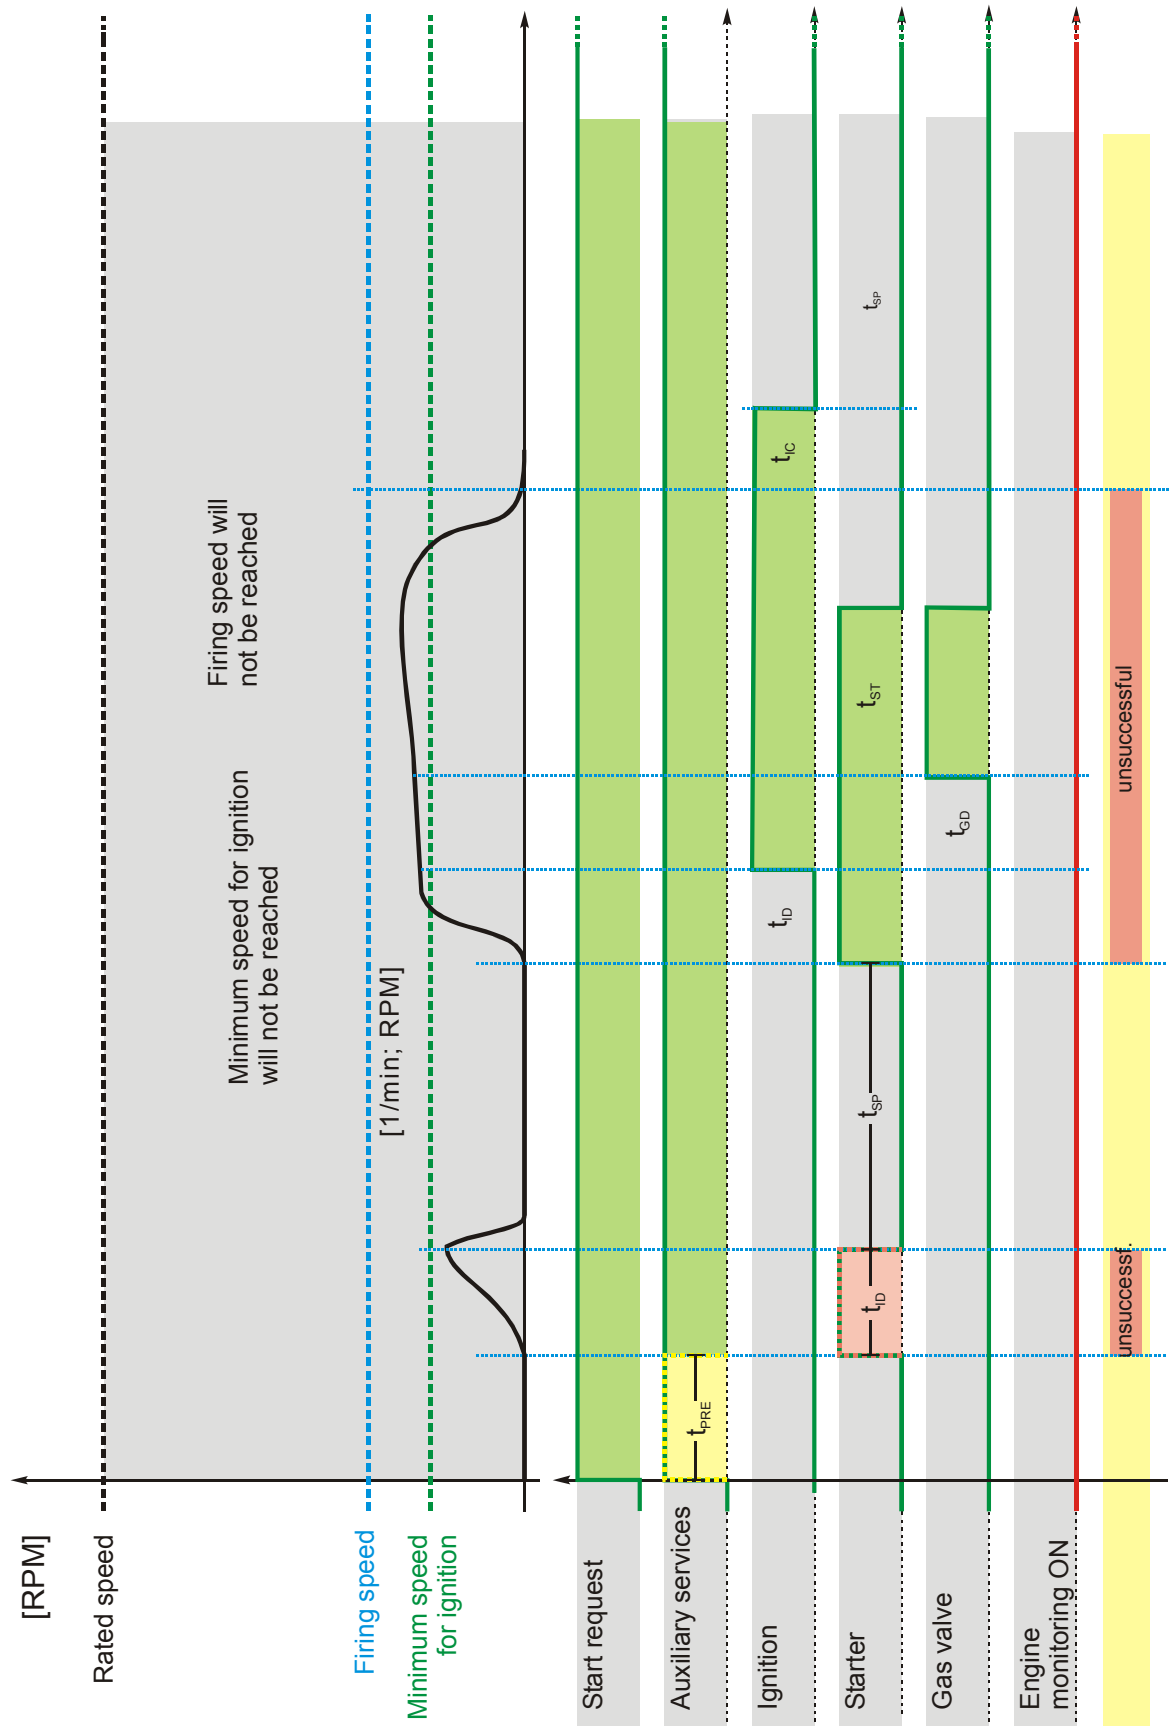 [RPM]
Rated speed
Firing speed
Minimum speed
for ignition
Minimum speed for ignition
will not be reached
Firing speed will
not be reached
[1/min; RPM]
Start request
Auxiliary services
tPRE
Ignition
tID
tIC
Starter
tID
tSP
tST
tSP
Gas valve
tGD
Engine
monitoring ON
unsuccessf.
unsuccessful